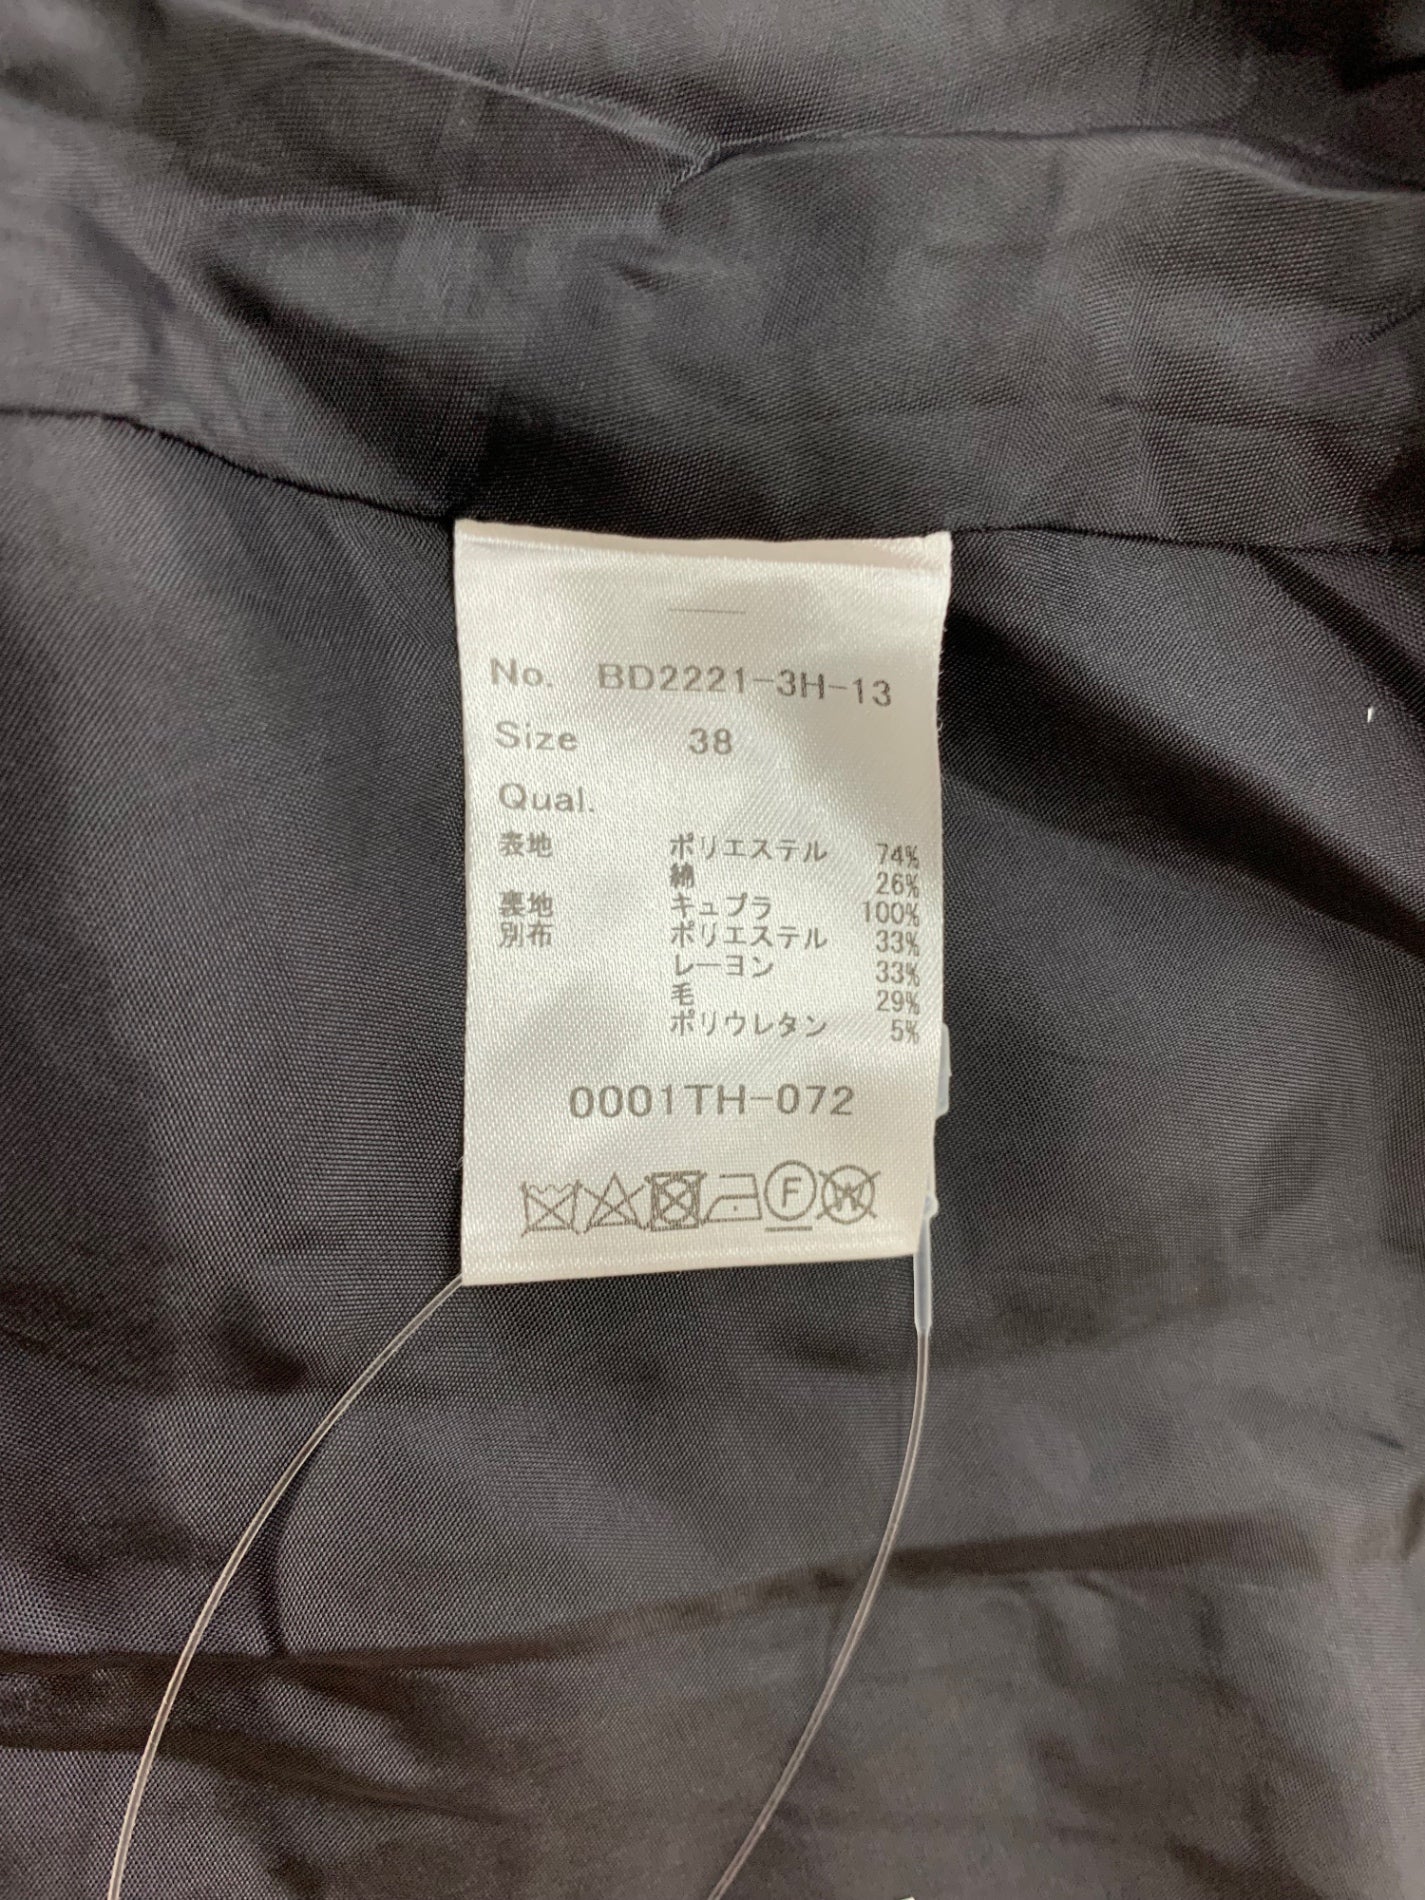 No. BD2221-3H-13
Size 38
Qual.
表地 ポリエステル 74%
綿 26%
裏地 キュプラ 100%
別布 ポリエステル 33%
レーヨン 33%
毛 29%
ポリウレタン 5%
0001TH-072
F W